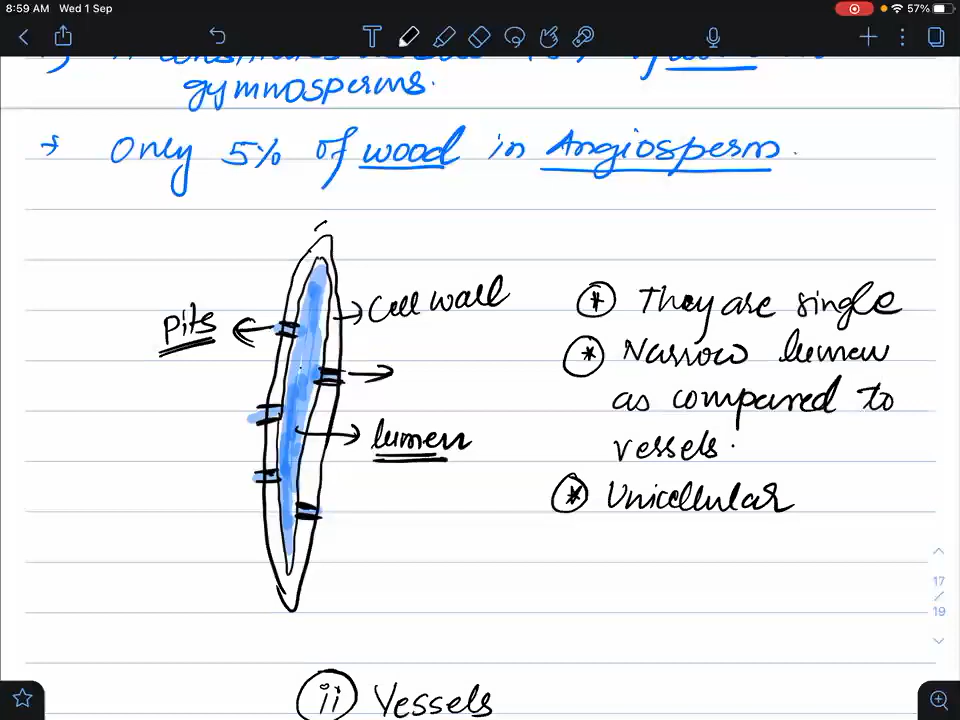 8:59 AM Wed 1 Sep
57%
gymnosperms.
→ Only 5% of wood in Angiosperm.
Pits
Cell wall
lumen
* They are single
* Narrow lumen
as compared to
vessels.
* Unicellular
17
/
19
ii Vessels